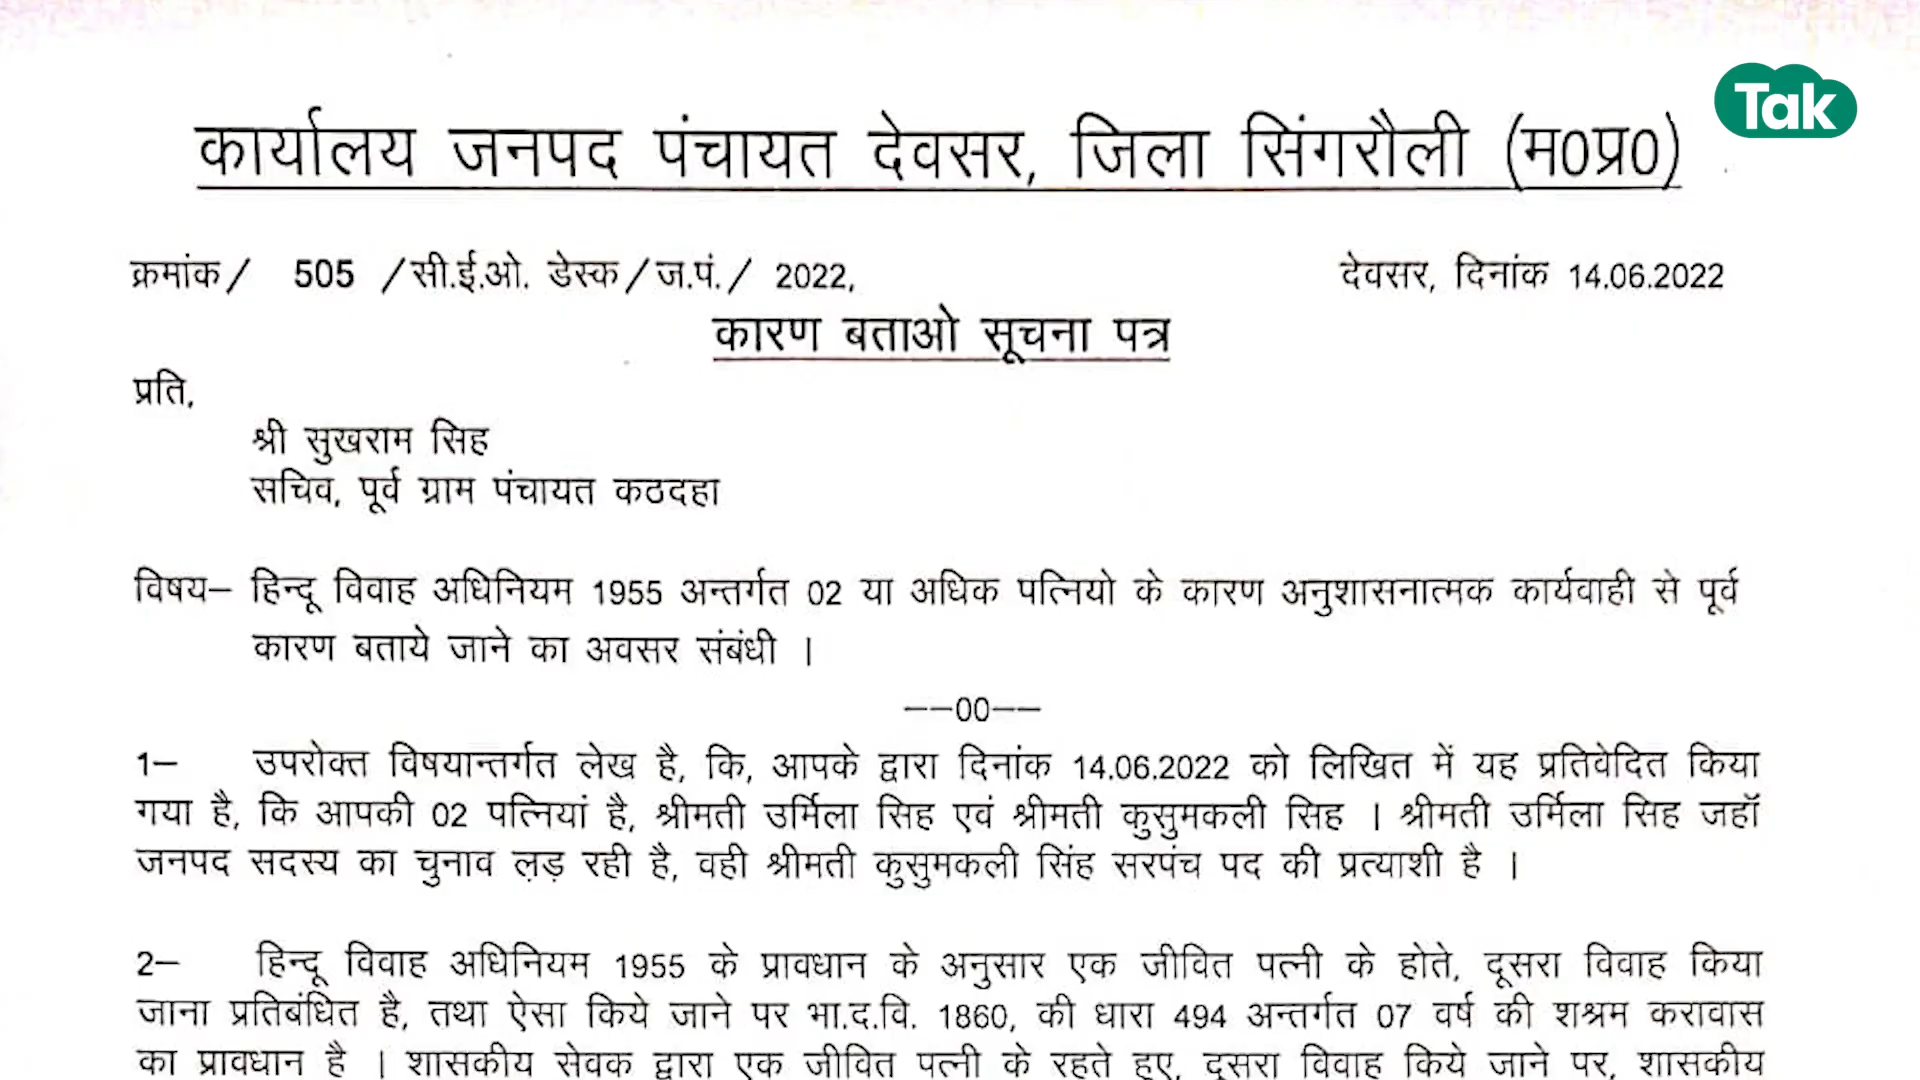 Tak
कार्यालय जनपद पंचायत देवसर, जिला सिंगरौली (म0प्र0)
क्रमांक/ 505 /सी.ई.ओ. डेस्क/ज.पं./ 2022,
देवसर, दिनांक 14.06.2022
कारण बताओ सूचना पत्र
प्रति,
श्री सुखराम सिह
सचिव, पूर्व ग्राम पंचायत कठदहा
विषय– हिन्दू विवाह अधिनियम 1955 अन्तर्गत 02 या अधिक पत्नियो के कारण अनुशासनात्मक कार्यवाही से पूर्व
कारण बताये जाने का अवसर संबंधी ।
––00––
1– उपरोक्त विषयान्तर्गत लेख है, कि, आपके द्वारा दिनांक 14.06.2022 को लिखित में यह प्रतिवेदित किया
गया है, कि आपकी 02 पत्नियां है, श्रीमती उर्मिला सिह एवं श्रीमती कुसुमकली सिह । श्रीमती उर्मिला सिह जहॉ
जनपद सदस्य का चुनाव लड़ रही है, वही श्रीमती कुसुमकली सिंह सरपंच पद की प्रत्याशी है ।
2– हिन्दू विवाह अधिनियम 1955 के प्रावधान के अनुसार एक जीवित पत्नी के होते, दूसरा विवाह किया
जाना प्रतिबंधित है, तथा ऐसा किये जाने पर भा.द.वि. 1860, की धारा 494 अन्तर्गत 07 वर्ष की शश्रम करावास
का प्रावधान है । शासकीय सेवक द्वारा एक जीवित पत्नी के रहते हुए, दूसरा विवाह किये जाने पर, शासकीय